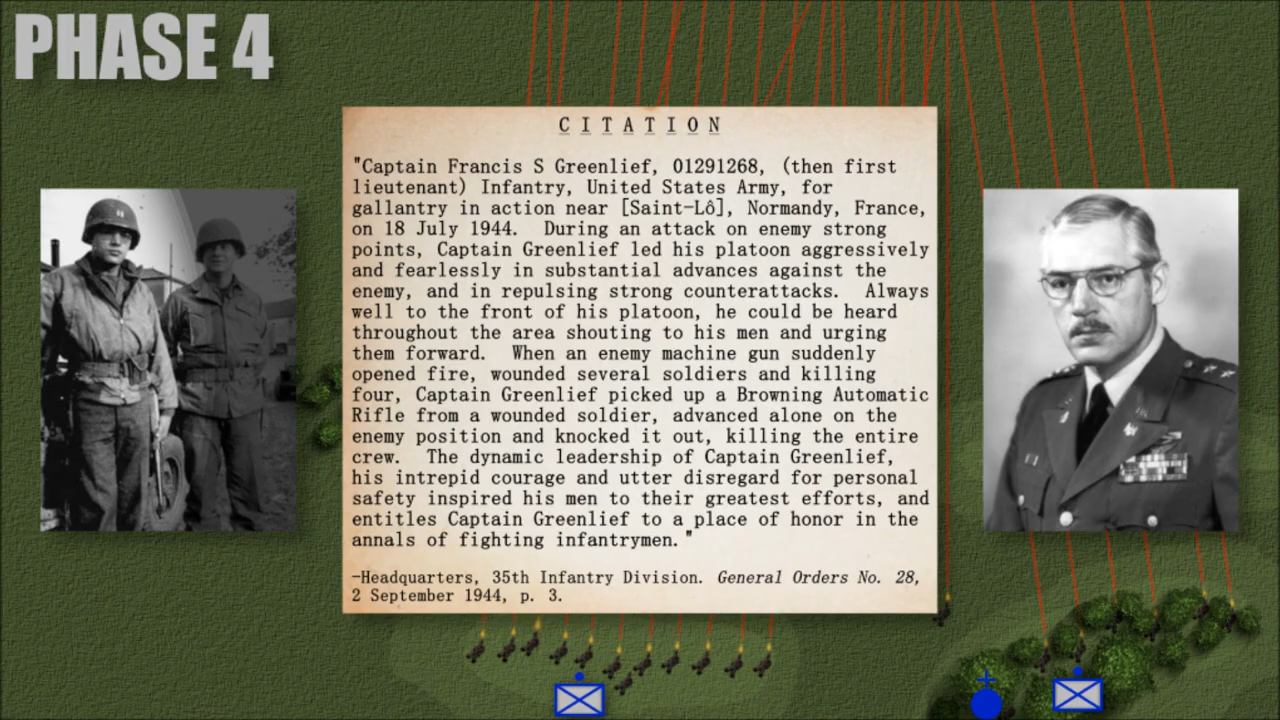 PHASE 4
CITATION
"Captain Francis S Greenlief, 01291268, (then first
lieutenant) Infantry, United States Army, for
gallantry in action near [Saint-Lô], Normandy, France,
on 18 July 1944. During an attack on enemy strong
points, Captain Greenlief led his platoon aggressively
and fearlessly in substantial advances against the
enemy, and in repulsing strong counterattacks. Always
well to the front of his platoon, he could be heard
throughout the area shouting to his men and urging
them forward. When an enemy machine gun suddenly
opened fire, wounded several soldiers and killing
four, Captain Greenlief picked up a Browning Automatic
Rifle from a wounded soldier, advanced alone on the
enemy position and knocked it out, killing the entire
crew. The dynamic leadership of Captain Greenlief,
his intrepid courage and utter disregard for personal
safety inspired his men to their greatest efforts, and
entitles Captain Greenlief to a place of honor in the
annals of fighting infantrymen."
—Headquarters, 35th Infantry Division. General Orders No. 28,
2 September 1944, p. 3.